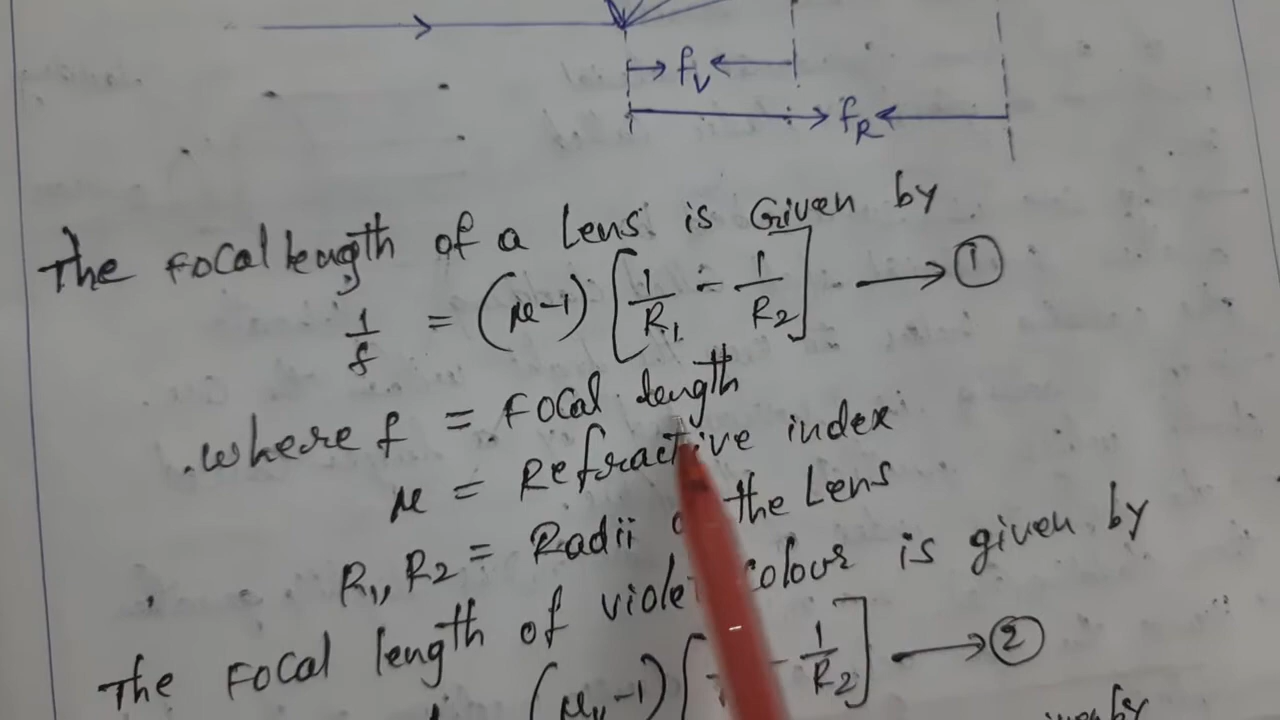 fV
fR
The Focal length of a Lens is Given by
1/f = (μ-1) [1/R1 - 1/R2] → ①
where f = Focal length
μ = Refractive index
R1, R2 = Radii the Lens
The Focal length of violet colour is given by
(μv-1) [ - 1/R2] → ②
by